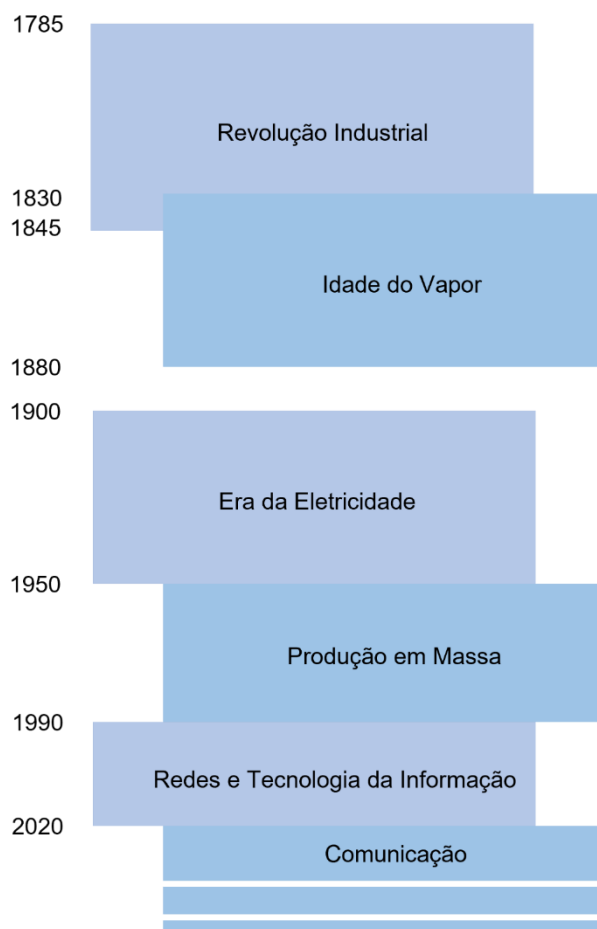 1785
Revolução Industrial
1830
1845
Idade do Vapor
1880
1900
Era da Eletricidade
1950
Produção em Massa
1990
Redes e Tecnologia da Informação
2020
Comunicação